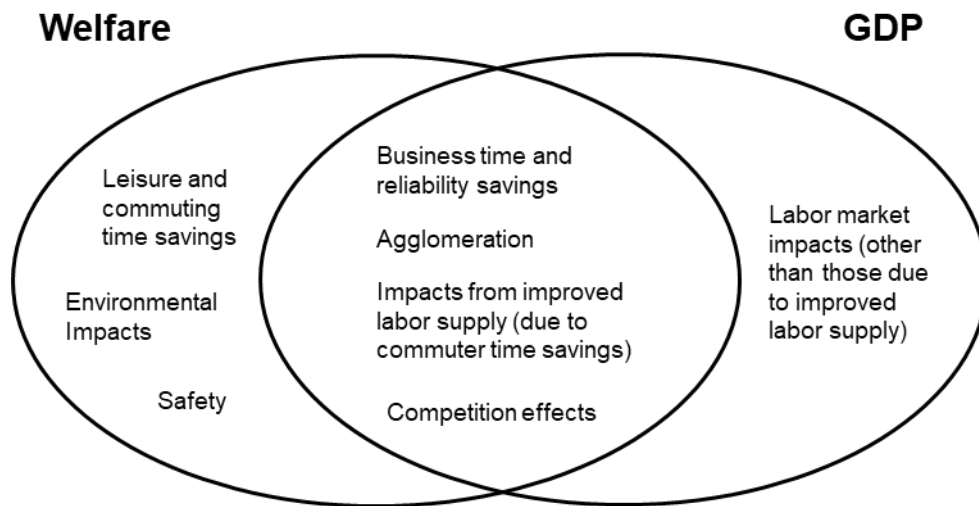 Welfare
GDP
Leisure and
commuting
time savings
Environmental
Impacts
Safety
Business time and
reliability savings
Agglomeration
Impacts from improved
labor supply (due to
commuter time savings)
Competition effects
Labor market
impacts (other
than those due
to improved
labor supply)